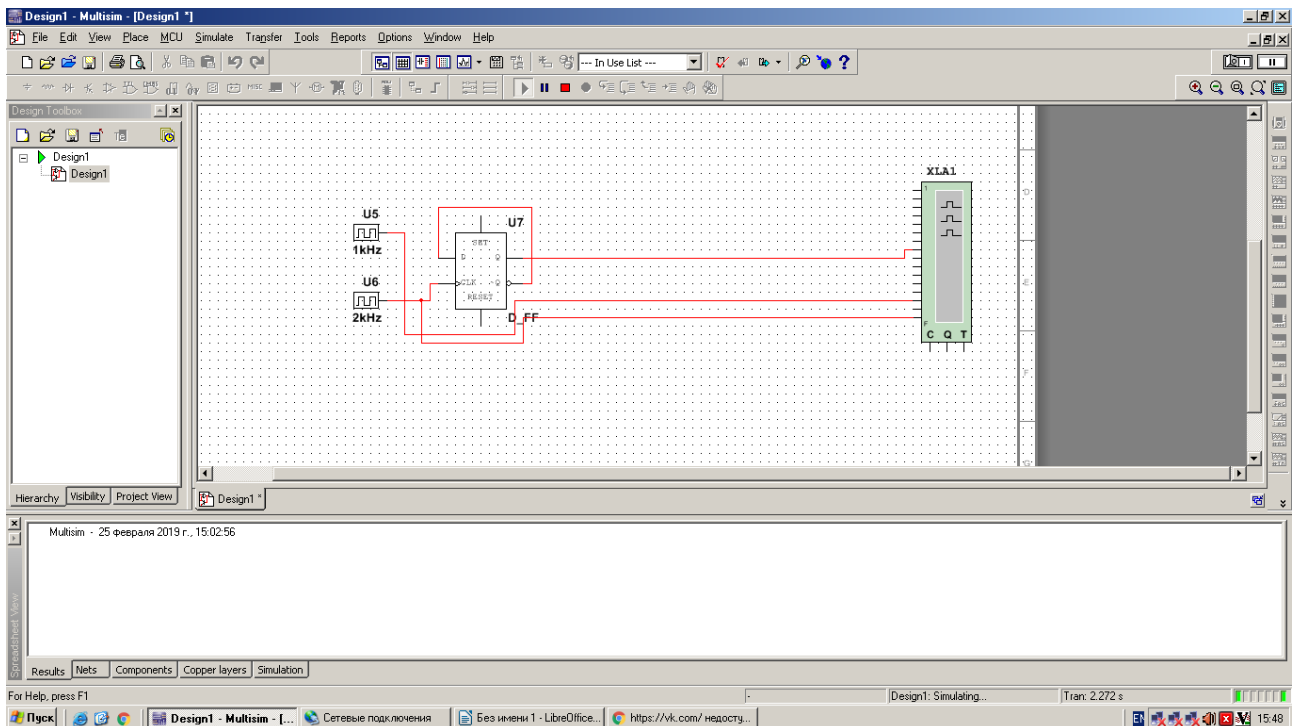 Design1 - Multisim - [Design1 *]
File Edit View Place MCU Simulate Transfer Tools Reports Options Window Help
--- In Use List ---
Design Toolbox
Design1
Design1
XLA1
U5
1kHz
U6
2kHz
U7
SET
D Q
CLK ~Q
RESET
D_FF
1
F
C Q T
D
E
F
G
Hierarchy Visibility Project View
Design1 *
Multisim - 25 февраля 2019 г., 15:02:56
Spreadsheet View
Results Nets Components Copper layers Simulation
For Help, press F1
- Design1: Simulating... Tran: 2.272 s
Пуск Design1 - Multisim - [... Сетевые подключения Без имени 1 - LibreOffice... https://vk.com/ недосту...
EN 15:48